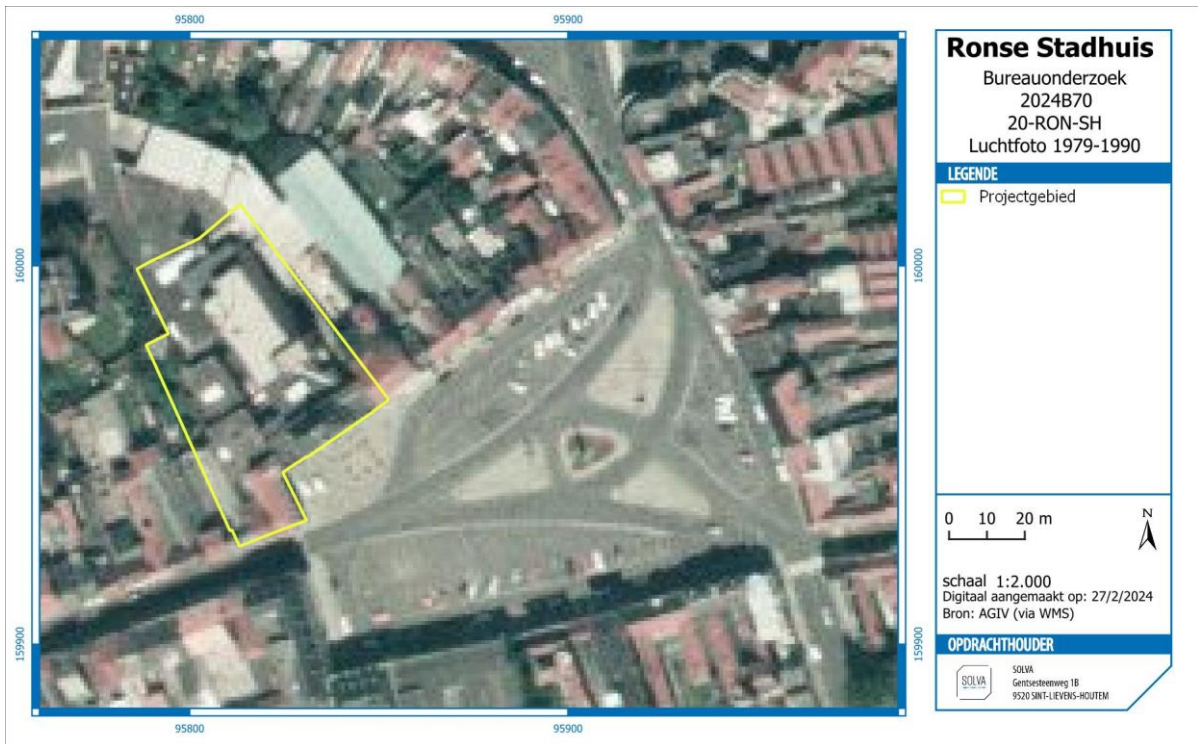 95800
95900
160000
159900
160000
159900
95800
95900
Ronse Stadhuis
Bureauonderzoek
2024B70
20-RON-SH
Luchtfoto 1979-1990
LEGENDE
Projectgebied
0 10 20 m
N
schaal 1:2.000
Digitaal aangemaakt op: 27/2/2024
Bron: AGIV (via WMS)
OPDRACHTHOUDER
SOLVA
SOLVA
Gentsesteenweg 1B
9520 SINT-LIEVENS-HOUTEM